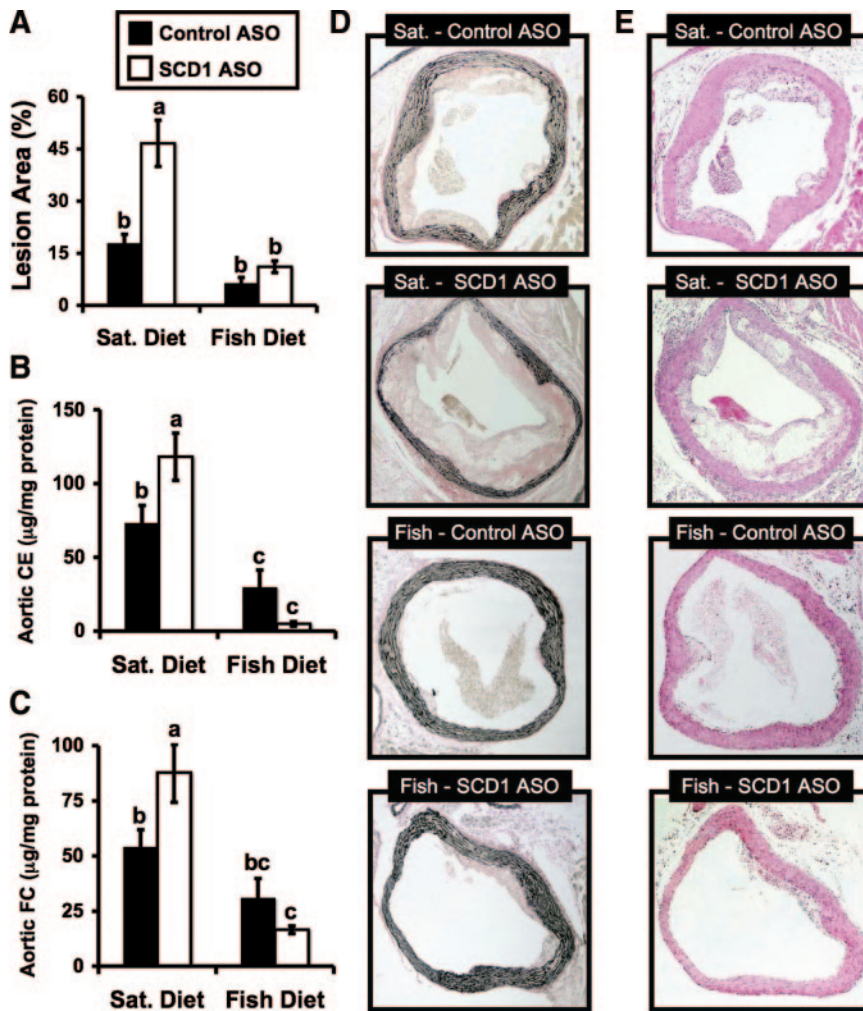 A
Control ASO
SCD1 ASO
Lesion Area (%)
60
45
30
15
0
b
a
b
b
Sat. Diet
Fish Diet
B
Aortic CE (µg/mg protein)
150
100
50
0
b
a
c
c
Sat. Diet
Fish Diet
C
Aortic FC (µg/mg protein)
100
75
50
25
0
b
a
bc
c
Sat. Diet
Fish Diet
D
Sat. - Control ASO
Sat. - SCD1 ASO
Fish - Control ASO
Fish - SCD1 ASO
E
Sat. - Control ASO
Sat. - SCD1 ASO
Fish - Control ASO
Fish - SCD1 ASO